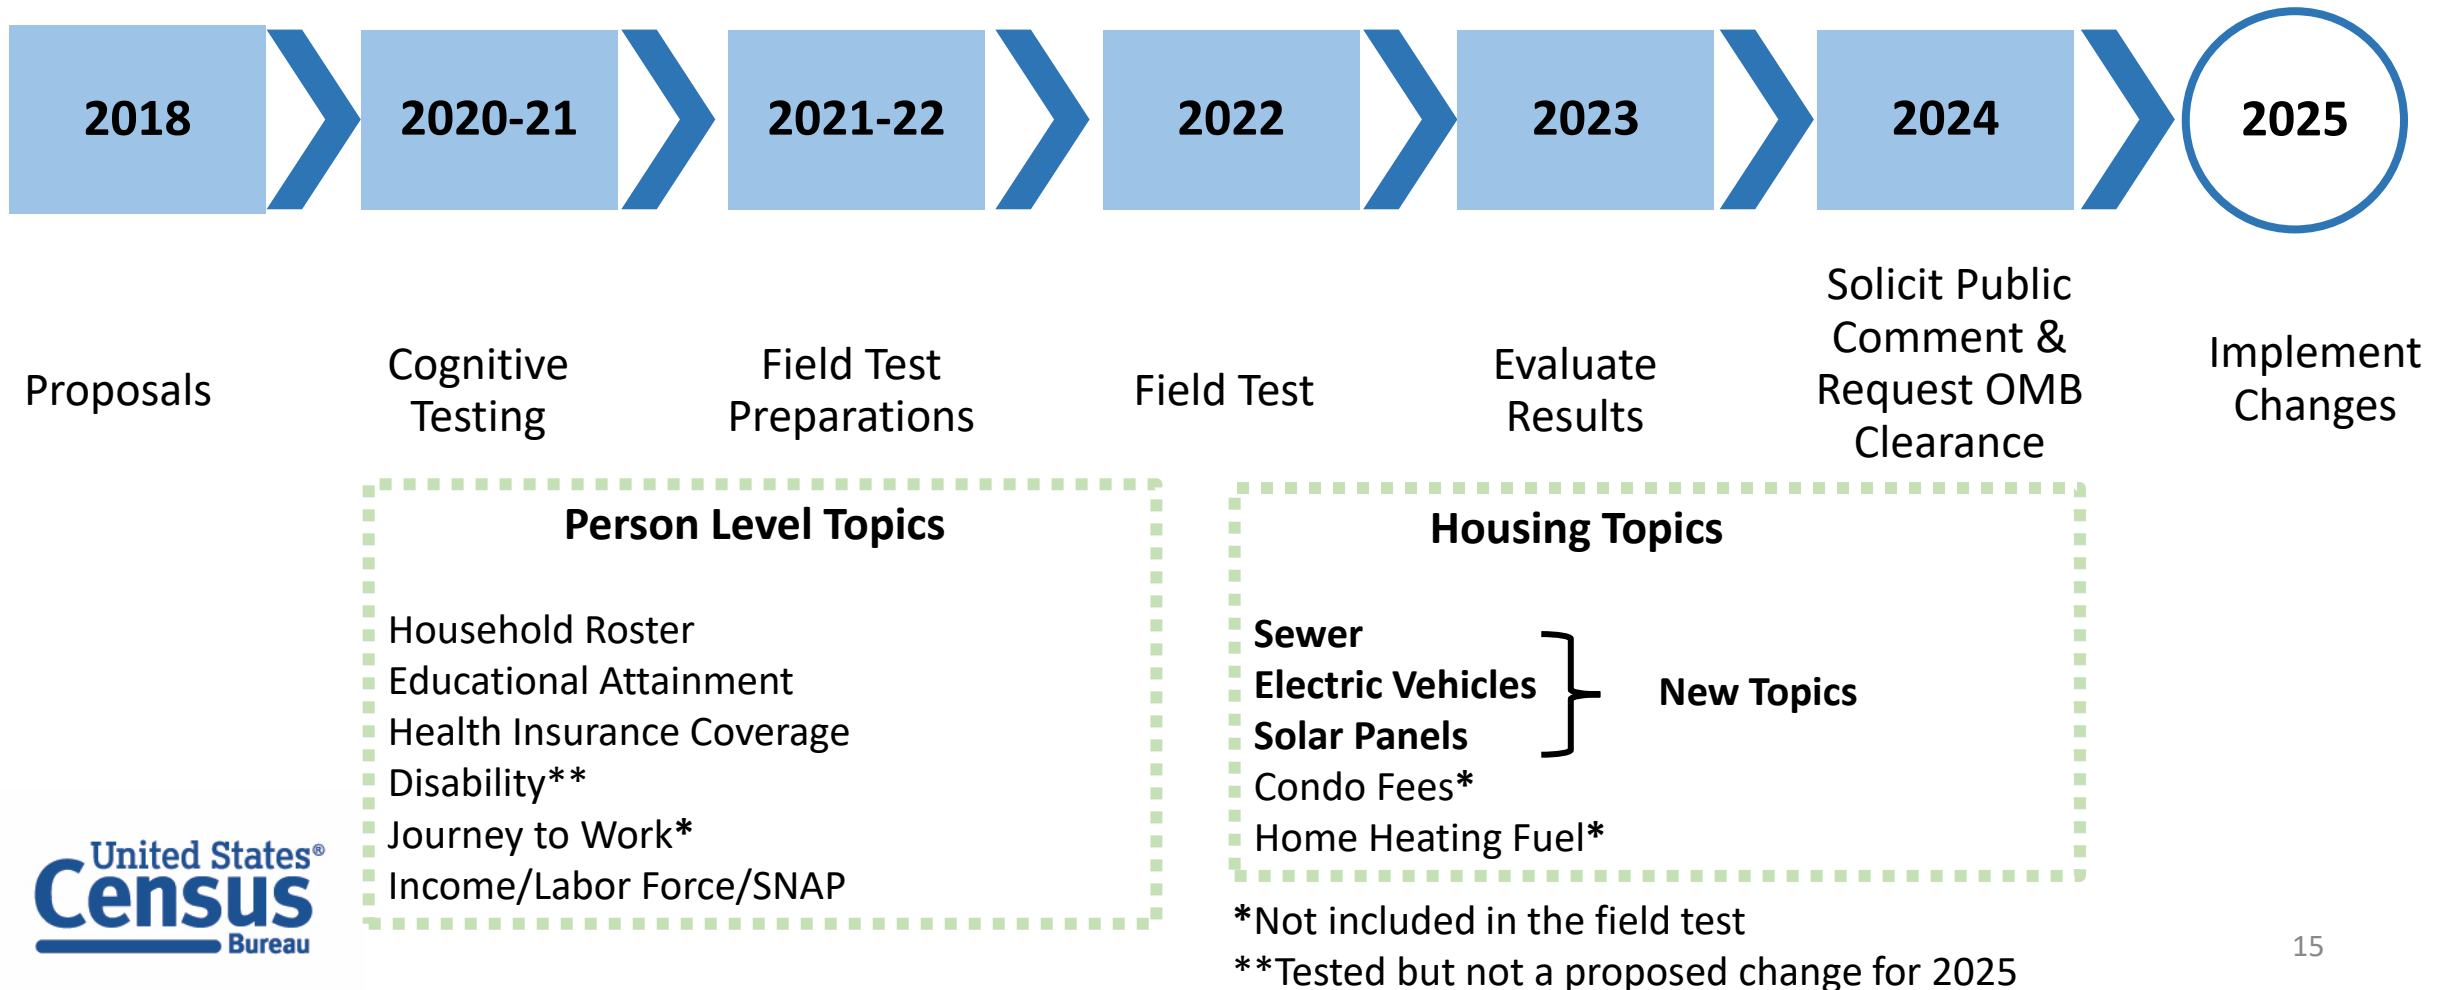 2018
2020-21
2021-22
2022
2023
2024
2025
Proposals
Cognitive
Testing
Field Test
Preparations
Field Test
Evaluate
Results
Solicit Public
Comment &
Request OMB
Clearance
Implement
Changes
Person Level Topics
Household Roster
Educational Attainment
Health Insurance Coverage
Disability**
Journey to Work*
Income/Labor Force/SNAP
Housing Topics
Sewer
Electric Vehicles
Solar Panels
New Topics
Condo Fees*
Home Heating Fuel*
*Not included in the field test
**Tested but not a proposed change for 2025
United States®
Census
Bureau
15